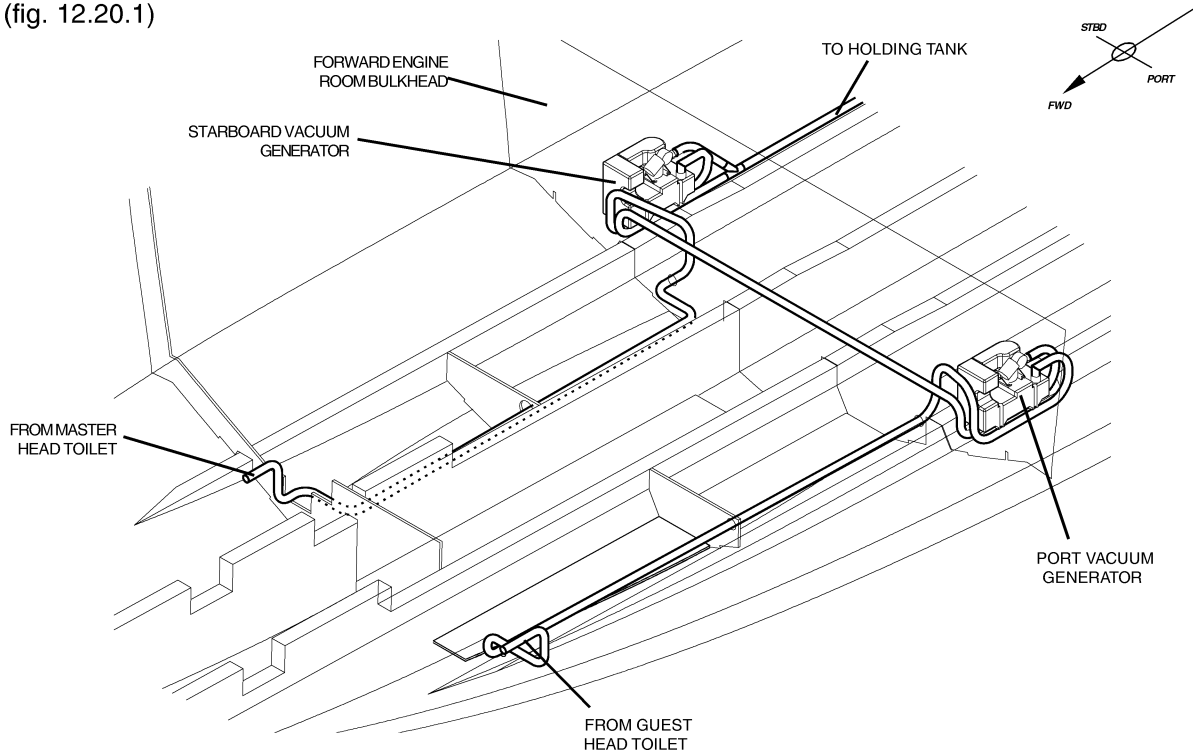 (fig. 12.20.1)
STBD
PORT
FWD
TO HOLDING TANK
FORWARD ENGINE
ROOM BULKHEAD
STARBOARD VACUUM
GENERATOR
FROM MASTER
HEAD TOILET
PORT VACUUM
GENERATOR
FROM GUEST
HEAD TOILET